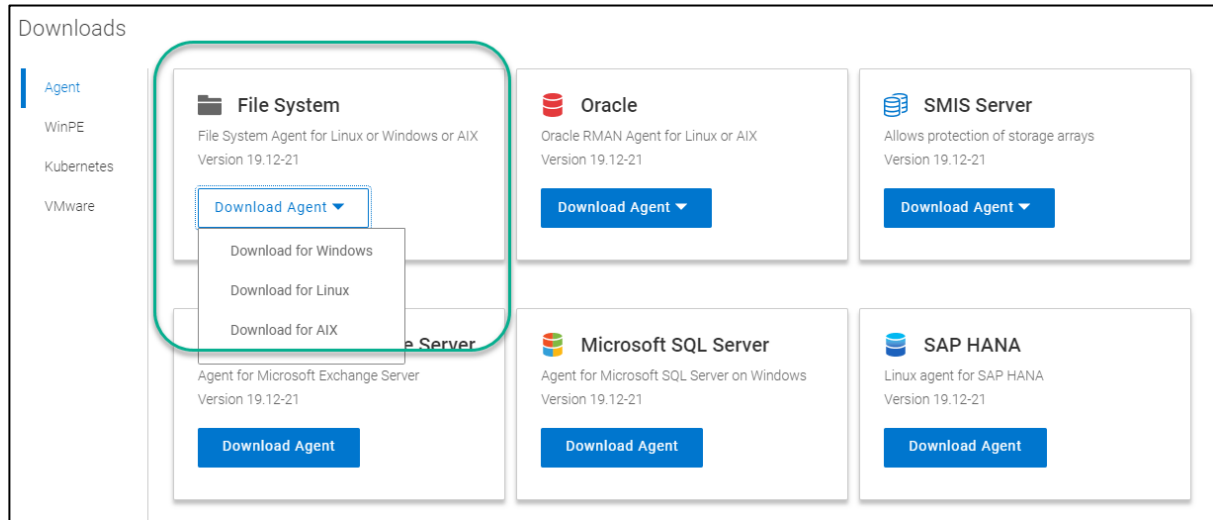 Downloads
Agent
WinPE
Kubernetes
VMware
File System
File System Agent for Linux or Windows or AIX
Version 19.12-21
Download Agent
Download for Windows
Download for Linux
Download for AIX
Oracle
Oracle RMAN Agent for Linux or AIX
Version 19.12-21
Download Agent
SMIS Server
Allows protection of storage arrays
Version 19.12-21
Download Agent
Server
Agent for Microsoft Exchange Server
Version 19.12-21
Download Agent
Microsoft SQL Server
Agent for Microsoft SQL Server on Windows
Version 19.12-21
Download Agent
SAP HANA
Linux agent for SAP HANA
Version 19.12-21
Download Agent